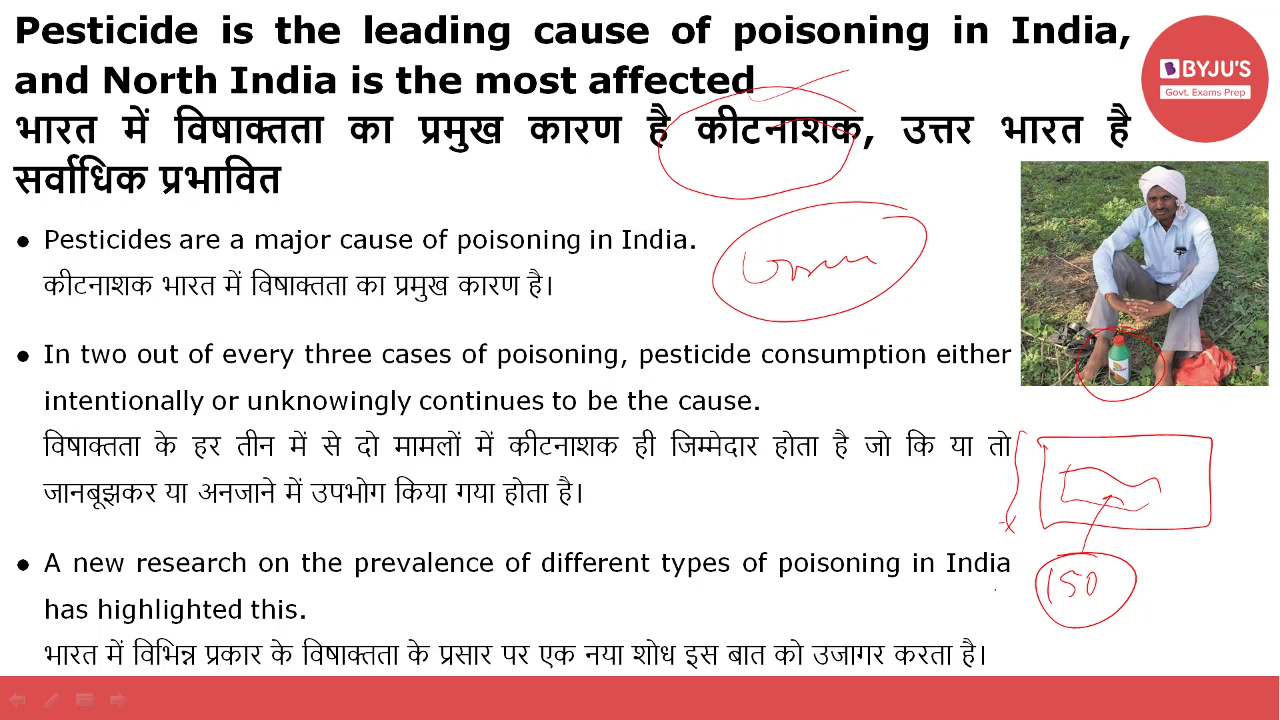 Pesticide is the leading cause of poisoning in India,
and North India is the most affected
भारत में विषाक्तता का प्रमुख कारण है कीटनाशक, उत्तर भारत है
सर्वाधिक प्रभावित
BYJU'S
Govt. Exams Prep
• Pesticides are a major cause of poisoning in India.
कीटनाशक भारत में विषाक्तता का प्रमुख कारण है।
• In two out of every three cases of poisoning, pesticide consumption either
intentionally or unknowingly continues to be the cause.
विषाक्तता के हर तीन में से दो मामलों में कीटनाशक ही जिम्मेदार होता है जो कि या तो
जानबूझकर या अनजाने में उपभोग किया गया होता है।
• A new research on the prevalence of different types of poisoning in India
has highlighted this.
भारत में विभिन्न प्रकार के विषाक्तता के प्रसार पर एक नया शोध इस बात को उजागर करता है।
150